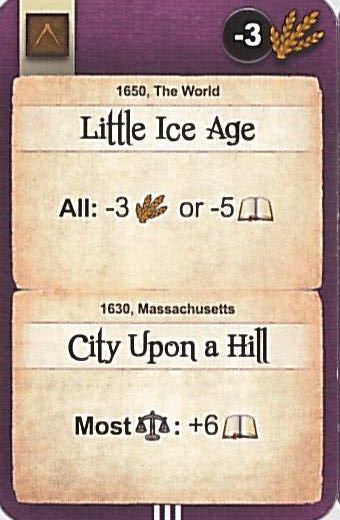 -3
1650, The World
Little Ice Age
All: -3 or -5
1630, Massachusetts
City Upon a Hill
Most : +6